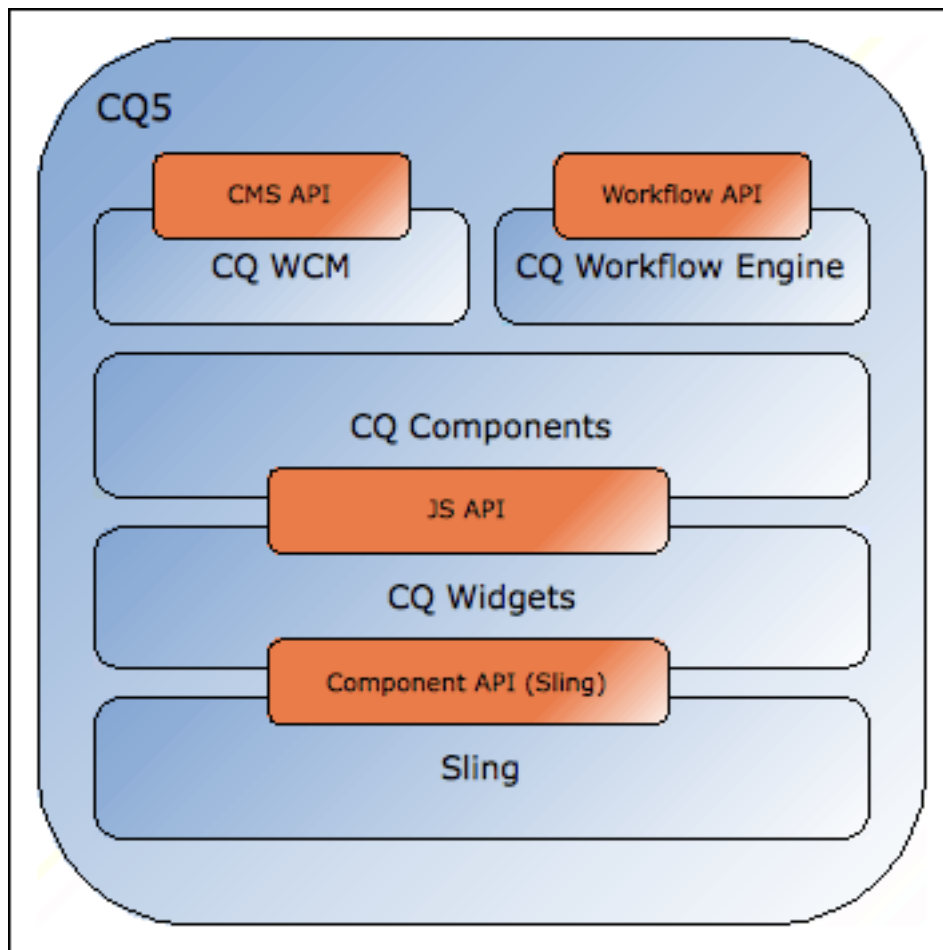 CQ5
CMS API
Workflow API
CQ WCM
CQ Workflow Engine
CQ Components
JS API
CQ Widgets
Component API (Sling)
Sling